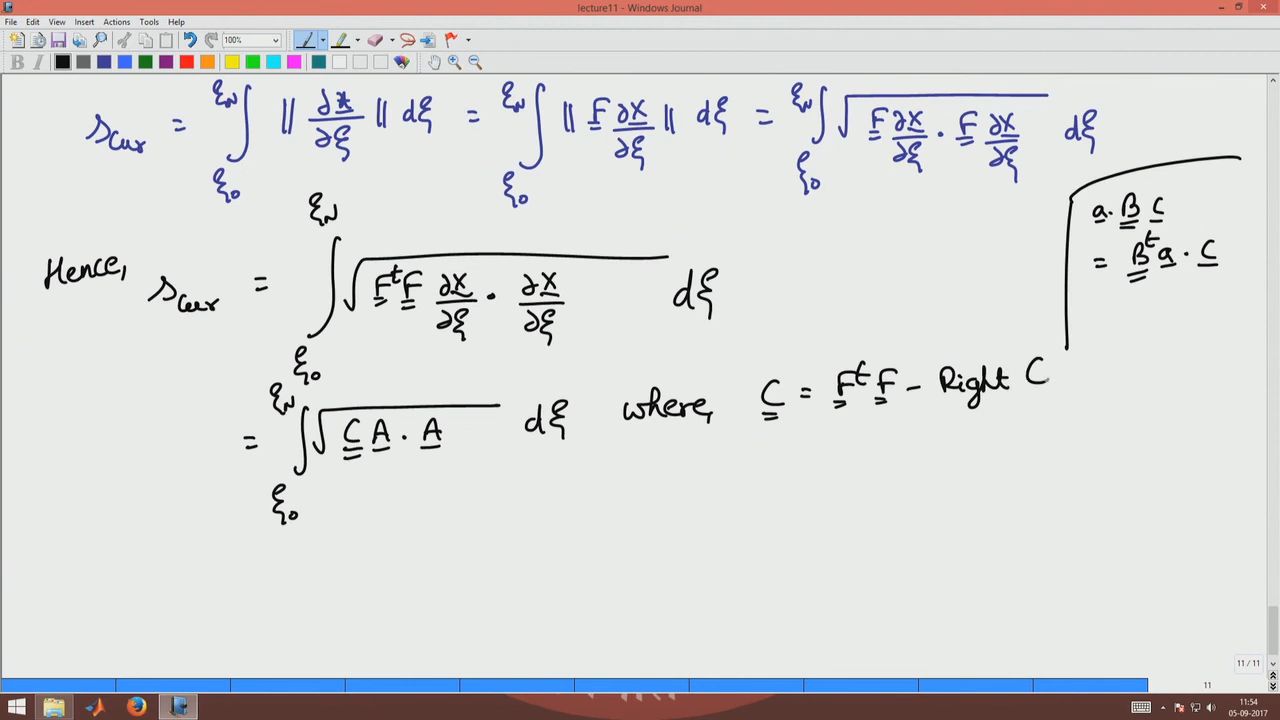 lecture11 - Windows Journal
File Edit View Insert Actions Tools Help
100%
B I
s_cur = ∫_{ξ0}^{ξN} || ∂x/∂ξ || dξ = ∫_{ξ0}^{ξN} || F ∂X/∂ξ || dξ = ∫_{ξ0}^{ξN} √(F ∂X/∂ξ · F ∂X/∂ξ) dξ
a · B c
= B^t a · c
Hence, s_cur = ∫_{ξ0}^{ξN} √(F^t F ∂X/∂ξ · ∂X/∂ξ) dξ
= ∫_{ξ0}^{ξN} √(C A · A) dξ where, C = F^t F - Right C
11 / 11
11
11:54
05-09-2017